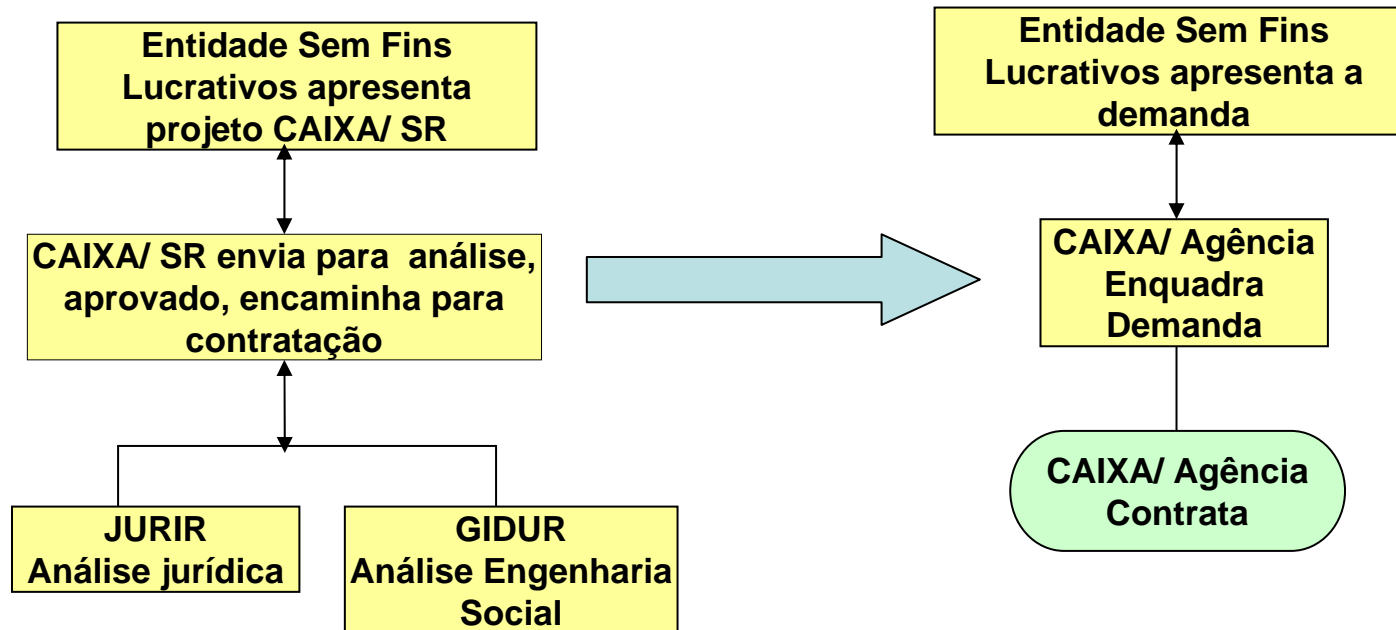 Entidade Sem Fins
Lucrativos apresenta
projeto CAIXA/ SR
CAIXA/ SR envia para análise,
aprovado, encaminha para
contratação
JURIR
Análise jurídica
GIDUR
Análise Engenharia
Social
Entidade Sem Fins
Lucrativos apresenta a
demanda
CAIXA/ Agência
Enquadra
Demanda
CAIXA/ Agência
Contrata